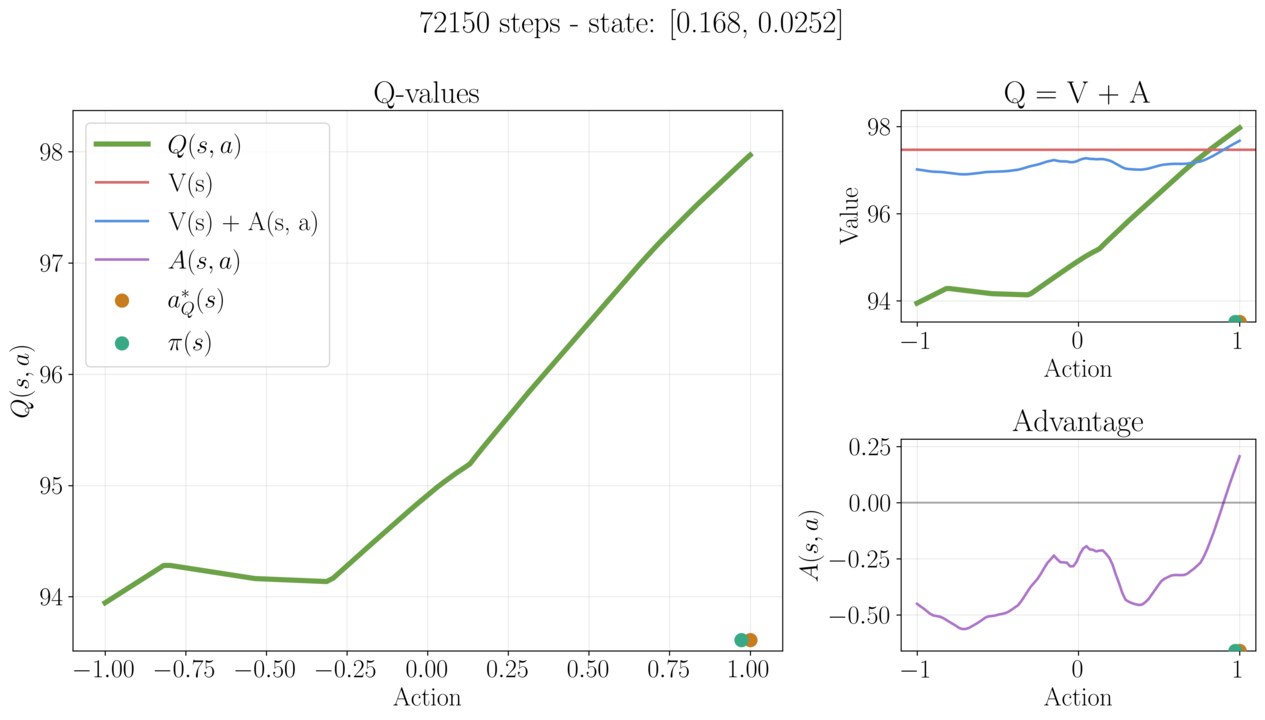 72150 steps - state: [0.168, 0.0252]
Q-values
Q(s, a)
V(s)
V(s) + A(s, a)
A(s, a)
a*Q(s)
π(s)
98
97
96
95
94
Q(s, a)
−1.00 −0.75 −0.50 −0.25 0.00 0.25 0.50 0.75 1.00
Action
Q = V + A
98
96
94
Value
−1 0 1
Action
Advantage
0.25
0.00
−0.25
−0.50
A(s, a)
−1 0 1
Action